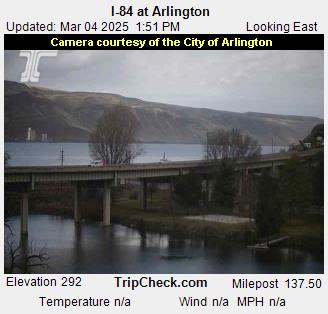 I-84 at Arlington
Updated: Mar 04 2025 1:51 PM Looking East
Camera courtesy of the City of Arlington
Elevation 292 TripCheck.com Milepost 137.50
Temperature n/a Wind n/a MPH n/a